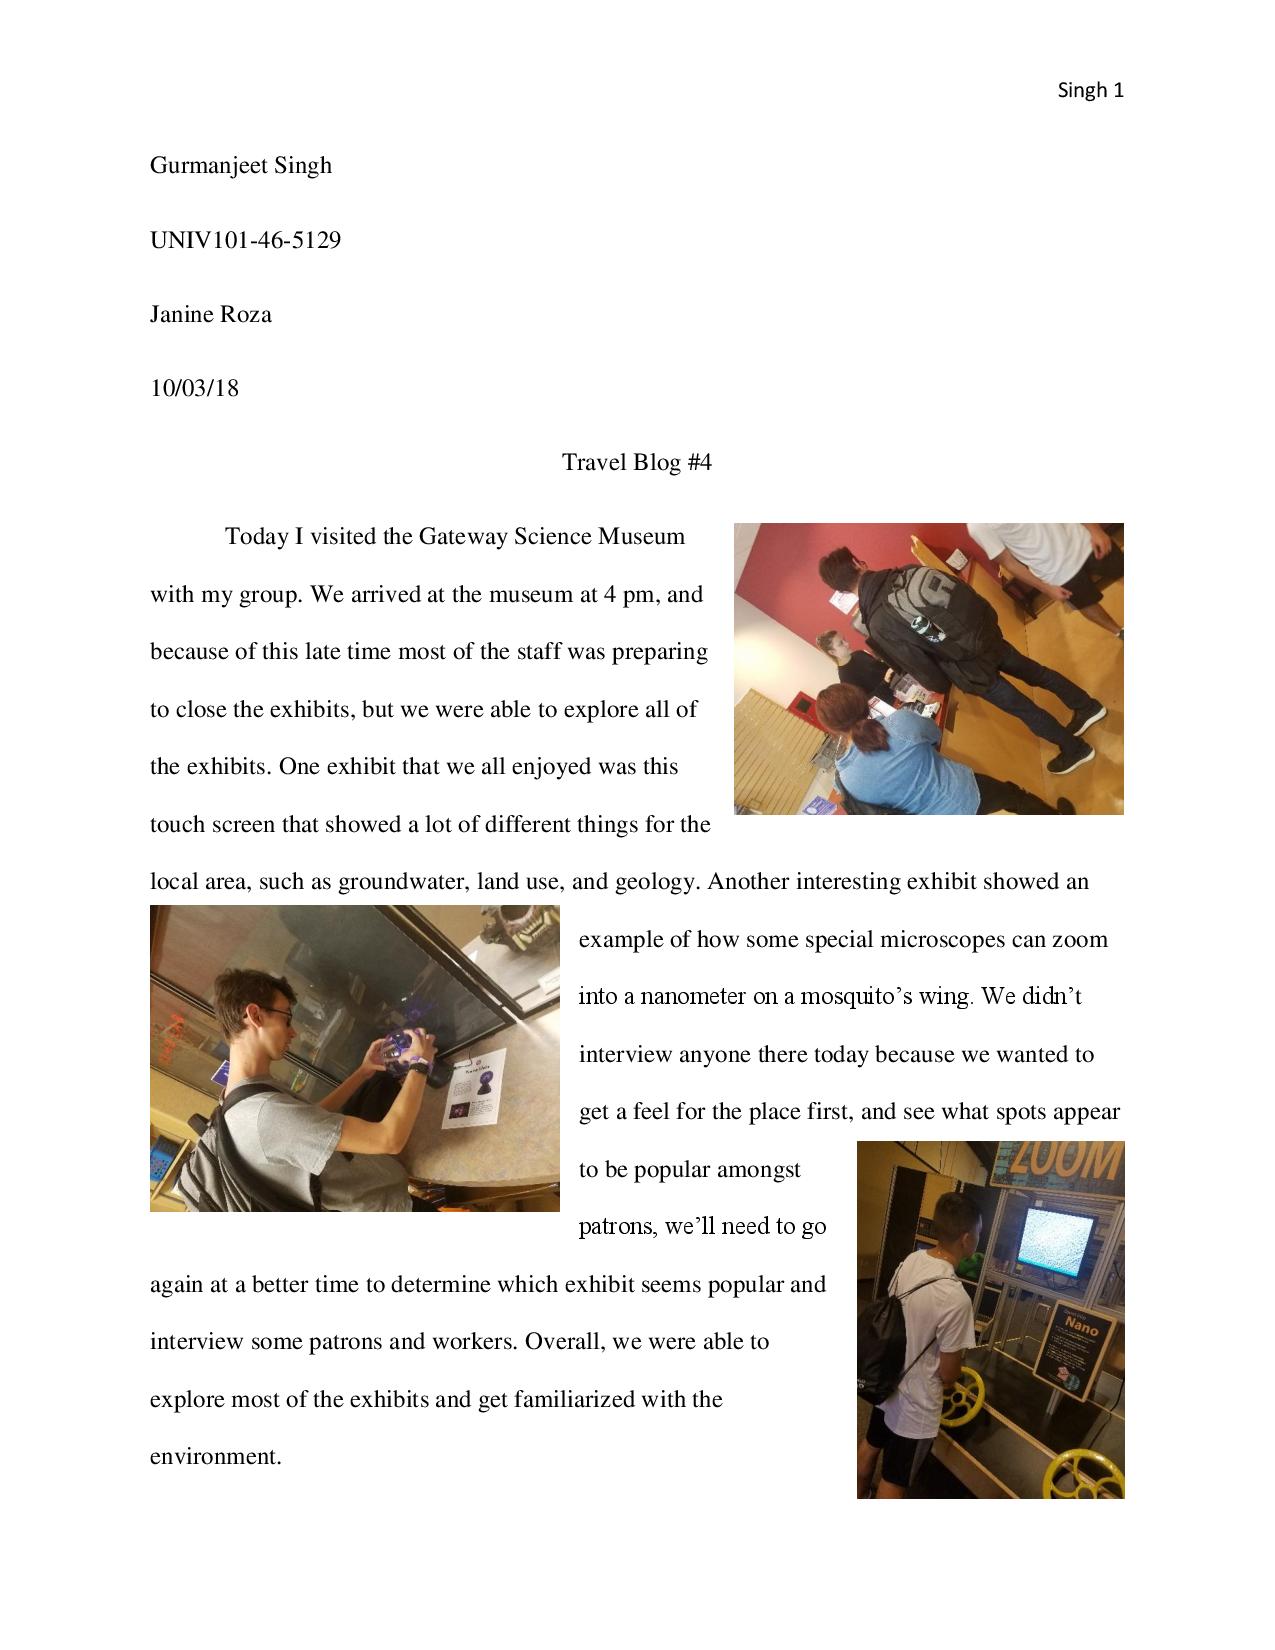 Singh 1
Gurmanjeet Singh
UNIV101-46-5129
Janine Roza
10/03/18
Travel Blog #4
Today I visited the Gateway Science Museum
with my group. We arrived at the museum at 4 pm, and
because of this late time most of the staff was preparing
to close the exhibits, but we were able to explore all of
the exhibits. One exhibit that we all enjoyed was this
touch screen that showed a lot of different things for the
local area, such as groundwater, land use, and geology. Another interesting exhibit showed an
example of how some special microscopes can zoom
into a nanometer on a mosquito’s wing. We didn’t
interview anyone there today because we wanted to
get a feel for the place first, and see what spots appear
to be popular amongst
patrons, we’ll need to go
again at a better time to determine which exhibit seems popular and
interview some patrons and workers. Overall, we were able to
explore most of the exhibits and get familiarized with the
environment.
ZOOM
Nano